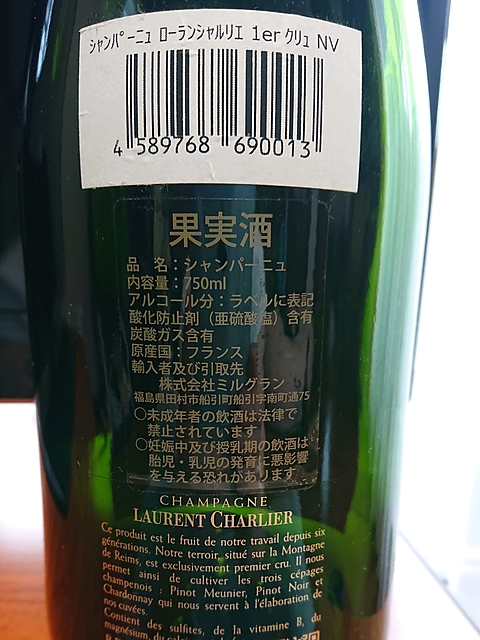 シャンパーニュ ローランシャルリエ 1erクリュ NV
4 589768 690013
果実酒
品 名：シャンパーニュ
内容量：750ml
アルコール分：ラベルに表記
酸化防止剤（亜硫酸塩）含有
炭酸ガス含有
原産国：フランス
輸入者及び引取先
株式会社ミルグラン
福島県田村市船引町船引字南町通75
○未成年者の飲酒は法律で
禁止されています
○妊娠中及び授乳期の飲酒は
胎児・乳児の発育に悪影響
を与える恐れがあります
CHAMPAGNE
LAURENT CHARLIER
Ce produit est le fruit de notre travail depuis six
générations. Notre terroir, situé sur la Montagne
de Reims, est exclusivement premier cru. Il nous
permet ainsi de cultiver les trois cépages
champenois : Pinot Meunier, Pinot Noir et
Chardonnay qui nous servent à l'élaboration de
nos cuvées.
Contient des sulfites, de la vitamine B, du